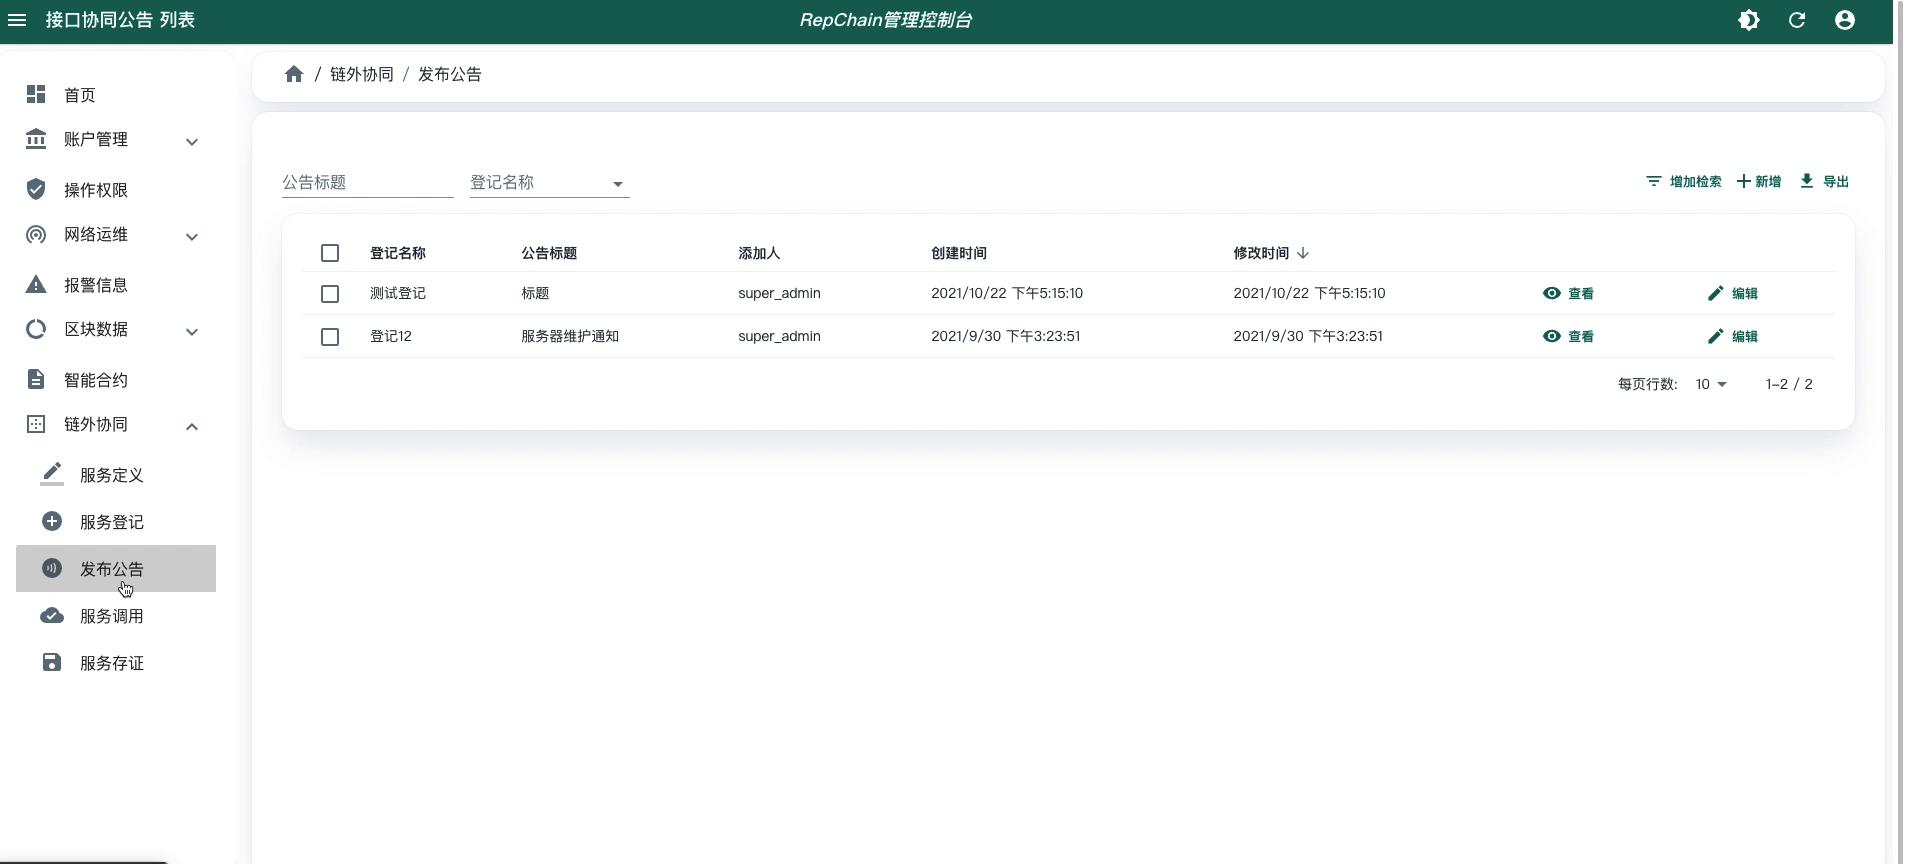 接口协同公告 列表
RepChain管理控制台
首页
账户管理
操作权限
网络运维
报警信息
区块数据
智能合约
链外协同
服务定义
服务登记
发布公告
服务调用
服务存证
/ 链外协同 / 发布公告
公告标题 登记名称 增加检索 新增 导出
登记名称 公告标题 添加人 创建时间 修改时间
测试登记 标题 super_admin 2021/10/22 下午5:15:10 2021/10/22 下午5:15:10 查看 编辑
登记12 服务器维护通知 super_admin 2021/9/30 下午3:23:51 2021/9/30 下午3:23:51 查看 编辑
每页行数: 10 1-2 / 2